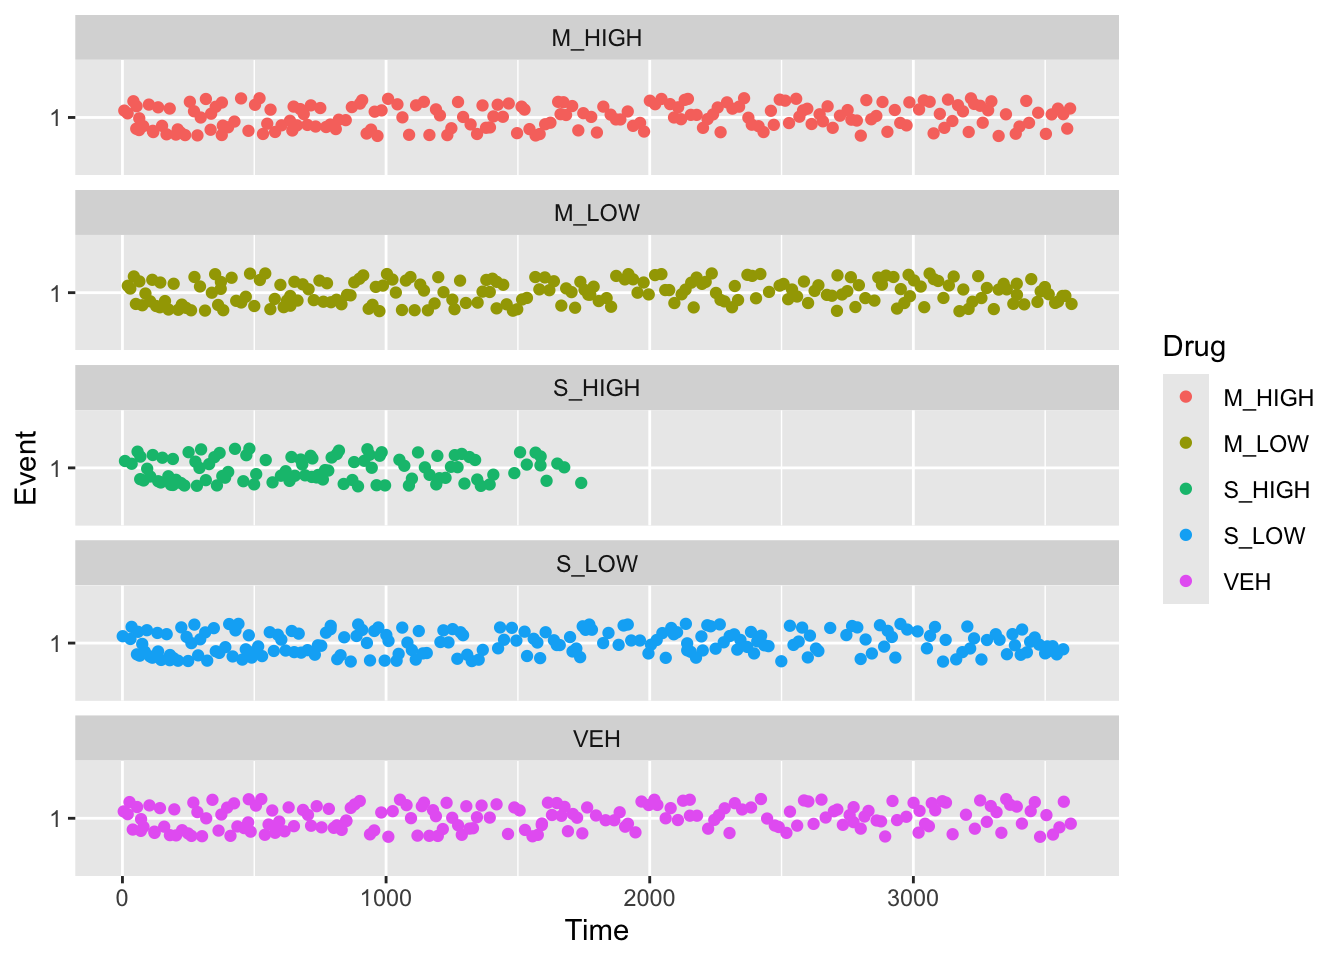 M_HIGH
1
M_LOW
1
S_HIGH
1
S_LOW
1
VEH
1
0 1000 2000 3000
Time
Event
Drug
M_HIGH
M_LOW
S_HIGH
S_LOW
VEH